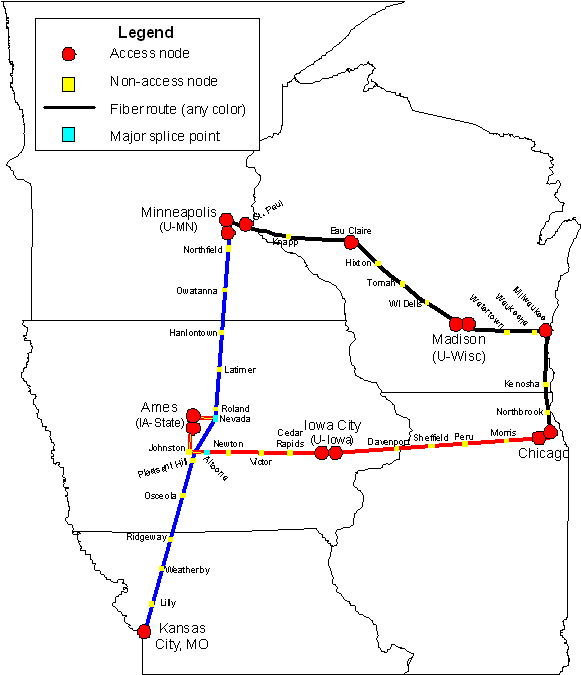 Legend
Access node
Non-access node
Fiber route (any color)
Major splice point
Minneapolis
(U-MN)
St. Paul
Knapp
Eau Claire
Northfield
Hixton
Tomah
Owatanna
WI Dells
Watertown
Waukesha
Milwaukee
Hanlontown
Madison
(U-Wisc)
Latimer
Kenosha
Ames
(IA-State)
Roland
Nevada
Northbrook
Iowa City
(U-Iowa)
Cedar
Rapids
Johnston
Newton
Victor
Davenport
Sheffield
Peru
Morris
Chicago
Pleasant Hill
Altoona
Osceola
Ridgeway
Weatherby
Lilly
Kansas
City, MO